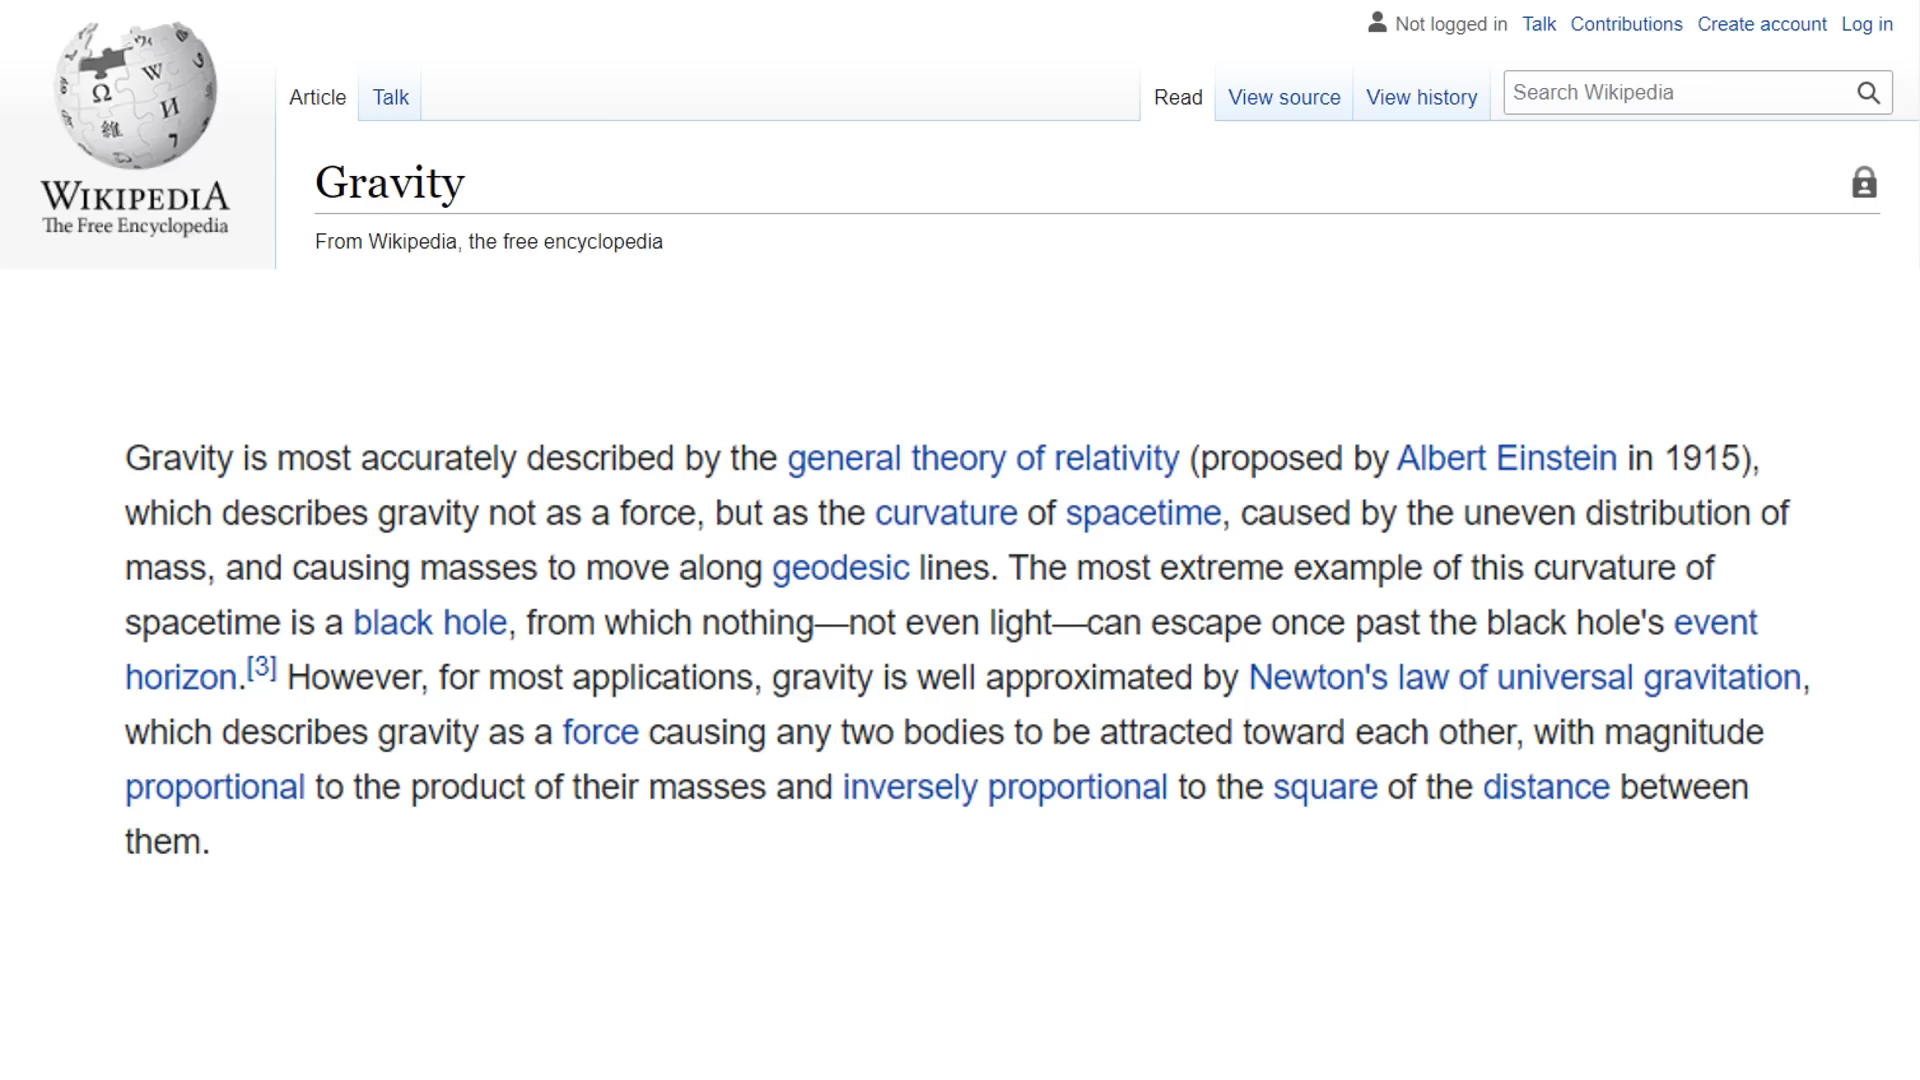 Not logged in Talk Contributions Create account Log in
Article Talk Read View source View history Search Wikipedia
WIKIPEDIA
The Free Encyclopedia
Gravity
From Wikipedia, the free encyclopedia
Gravity is most accurately described by the general theory of relativity (proposed by Albert Einstein in 1915),
which describes gravity not as a force, but as the curvature of spacetime, caused by the uneven distribution of
mass, and causing masses to move along geodesic lines. The most extreme example of this curvature of
spacetime is a black hole, from which nothing—not even light—can escape once past the black hole's event
horizon.[3] However, for most applications, gravity is well approximated by Newton's law of universal gravitation,
which describes gravity as a force causing any two bodies to be attracted toward each other, with magnitude
proportional to the product of their masses and inversely proportional to the square of the distance between
them.